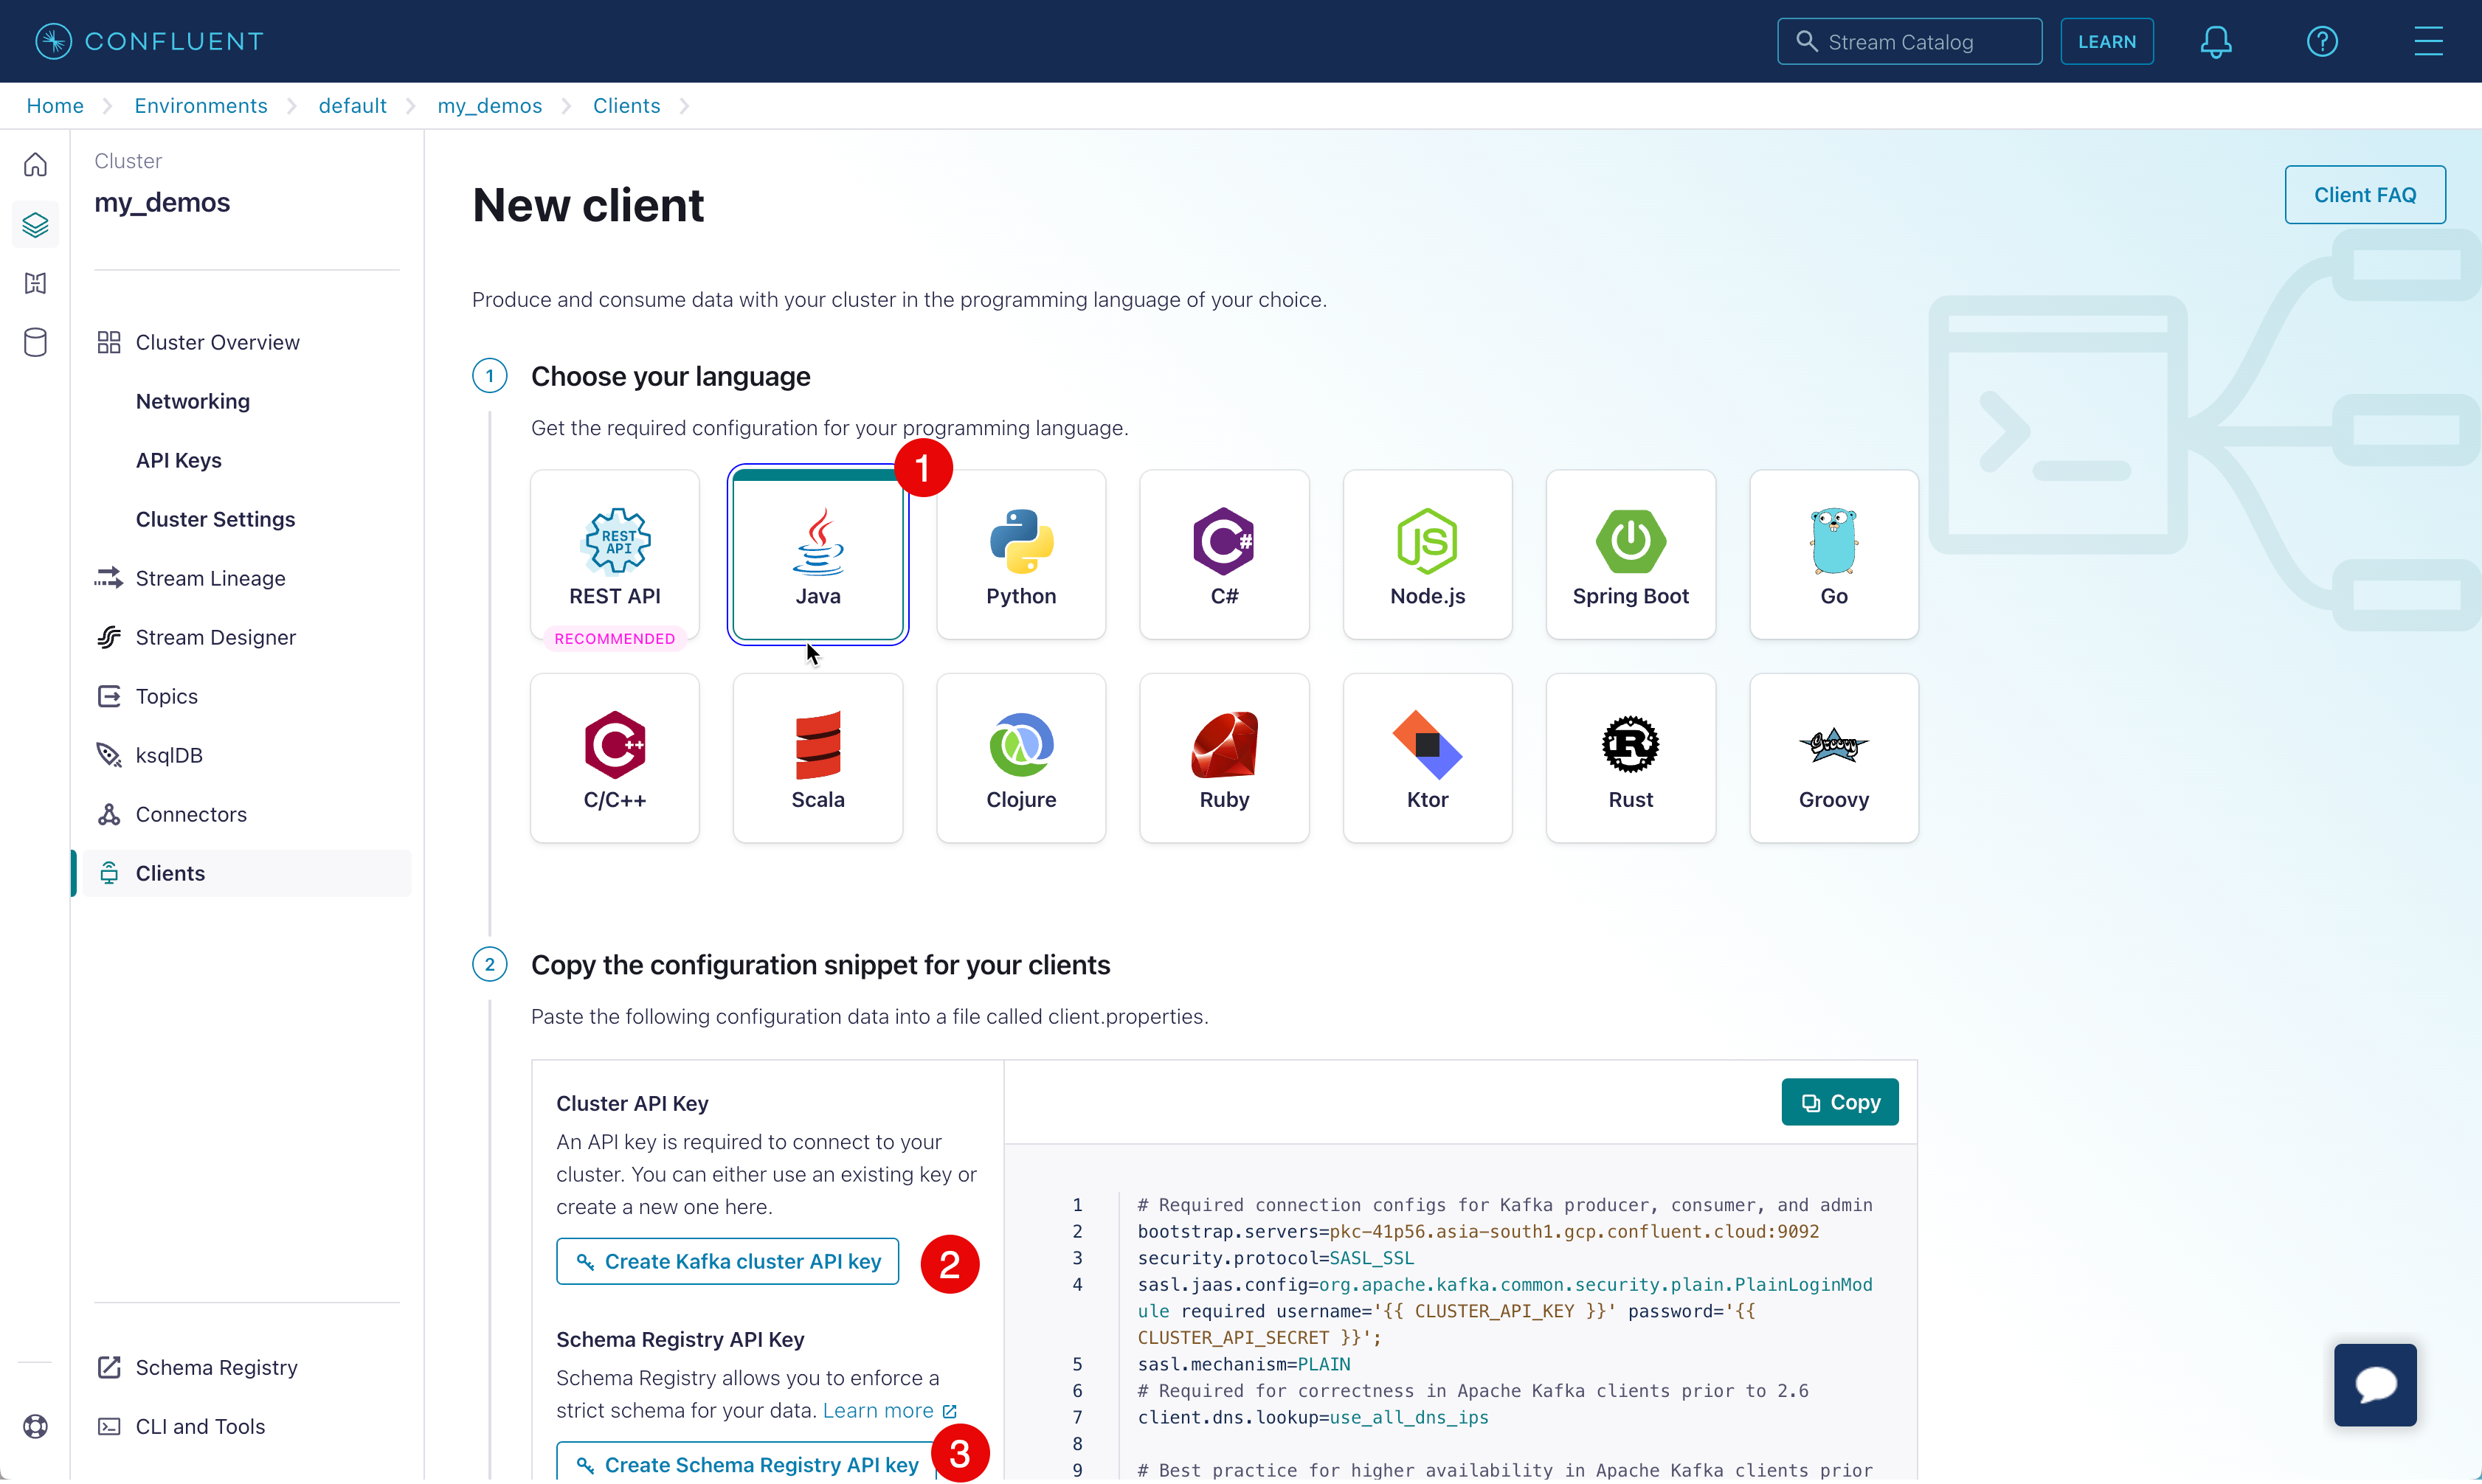 CONFLUENT
Stream Catalog
LEARN
Home
Environments
default
my_demos
Clients
Cluster
my_demos
Cluster Overview
Networking
API Keys
Cluster Settings
Stream Lineage
Stream Designer
Topics
ksqlDB
Connectors
Clients
Schema Registry
CLI and Tools
New client
Client FAQ
Produce and consume data with your cluster in the programming language of your choice.
1 Choose your language
Get the required configuration for your programming language.
1
REST API
REST API
RECOMMENDED
Java
Python
C#
C#
JS
Node.js
Spring Boot
Go
C++
C/C++
Scala
Clojure
Ruby
Ktor
R
Rust
Groovy
Groovy
2 Copy the configuration snippet for your clients
Paste the following configuration data into a file called client.properties.
Cluster API Key
An API key is required to connect to your
cluster. You can either use an existing key or
create a new one here.
Create Kafka cluster API key
2
Schema Registry API Key
Schema Registry allows you to enforce a
strict schema for your data. Learn more
Create Schema Registry API key
3
Copy
1 # Required connection configs for Kafka producer, consumer, and admin
2 bootstrap.servers=pkc-41p56.asia-south1.gcp.confluent.cloud:9092
3 security.protocol=SASL_SSL
4 sasl.jaas.config=org.apache.kafka.common.security.plain.PlainLoginMod
ule required username='{{ CLUSTER_API_KEY }}' password='{{
CLUSTER_API_SECRET }}';
5 sasl.mechanism=PLAIN
6 # Required for correctness in Apache Kafka clients prior to 2.6
7 client.dns.lookup=use_all_dns_ips
8
9 # Best practice for higher availability in Apache Kafka clients prior